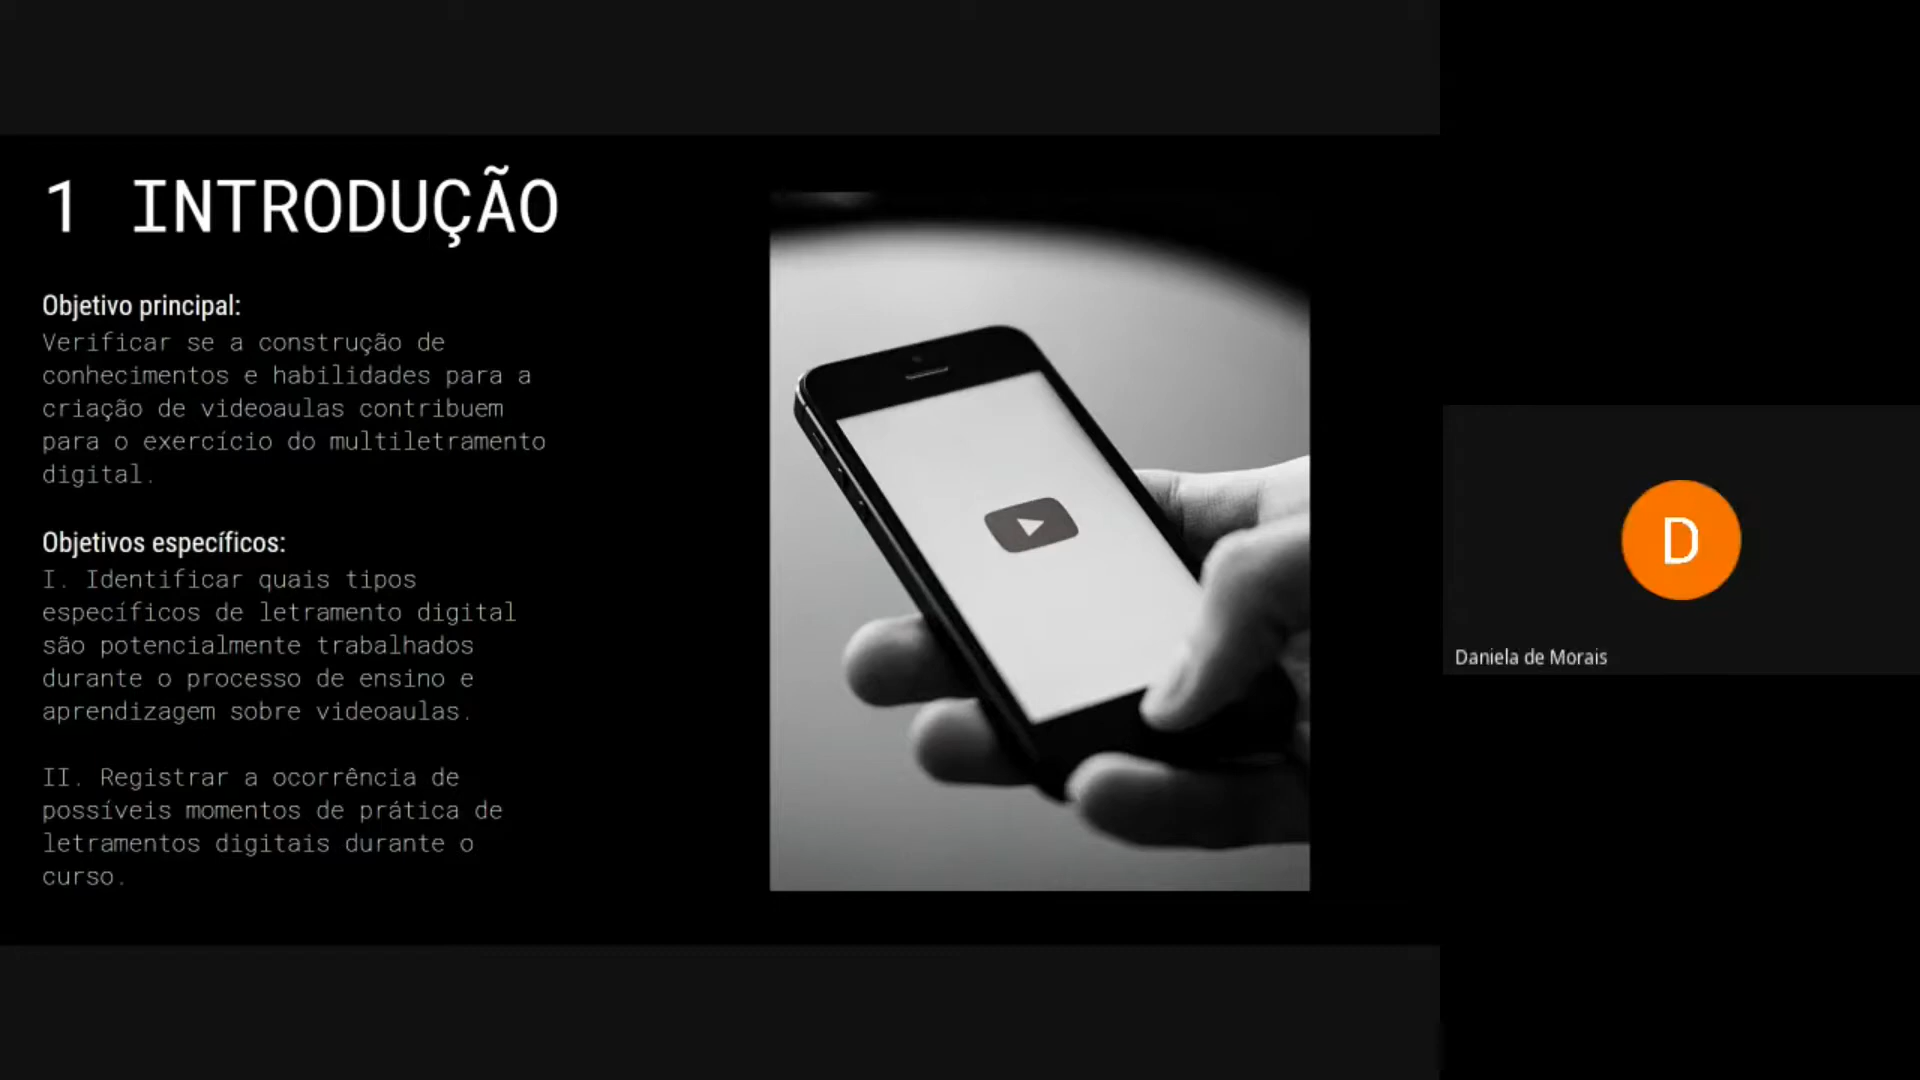 1 INTRODUÇÃO
Objetivo principal:
Verificar se a construção de
conhecimentos e habilidades para a
criação de videoaulas contribuem
para o exercício do multiletramento
digital.
Objetivos específicos:
I. Identificar quais tipos
específicos de letramento digital
são potencialmente trabalhados
durante o processo de ensino e
aprendizagem sobre videoaulas.
II. Registrar a ocorrência de
possíveis momentos de prática de
letramentos digitais durante o
curso.
D
Daniela de Morais